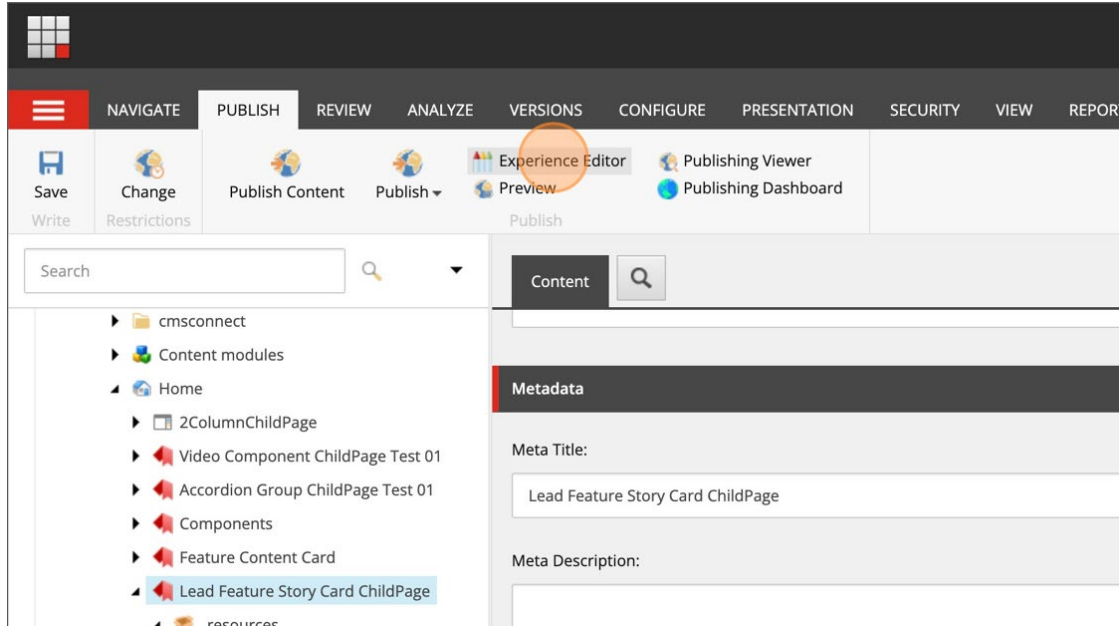 NAVIGATE PUBLISH REVIEW ANALYZE VERSIONS CONFIGURE PRESENTATION SECURITY VIEW REPOR
Save
Write
Change
Restrictions
Publish Content
Publish
Experience Editor
Preview
Publishing Viewer
Publishing Dashboard
Publish
Search
cmsconnect
Content modules
Home
2ColumnChildPage
Video Component ChildPage Test 01
Accordion Group ChildPage Test 01
Components
Feature Content Card
Lead Feature Story Card ChildPage
resources
Content
Metadata
Meta Title:
Lead Feature Story Card ChildPage
Meta Description: